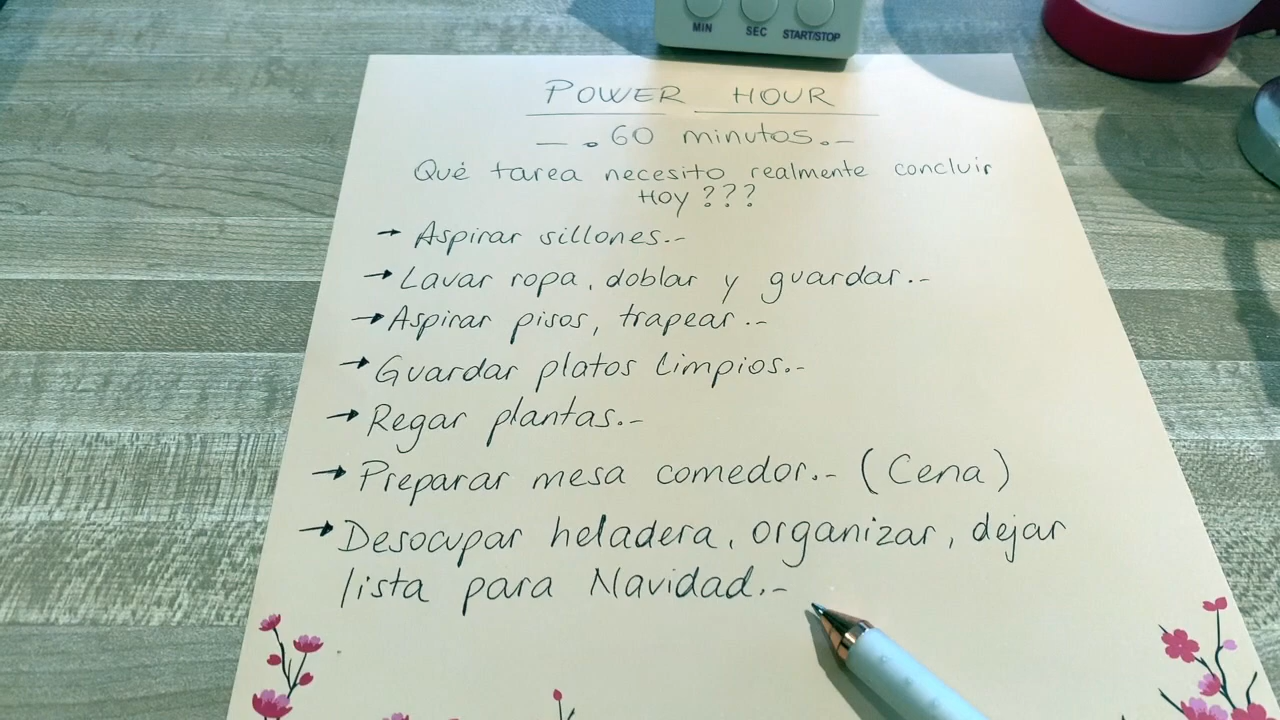 MIN SEC START/STOP
POWER HOUR
—.60 minutos.-
Qué tarea necesito realmente concluir
Hoy ???
→ Aspirar sillones.-
→ Lavar ropa, doblar y guardar.-
→ Aspirar pisos, trapear.-
→ Guardar platos limpios.-
→ Regar plantas.-
→ Preparar mesa comedor.- (Cena)
→ Desocupar heladera, organizar, dejar
lista para Navidad.-